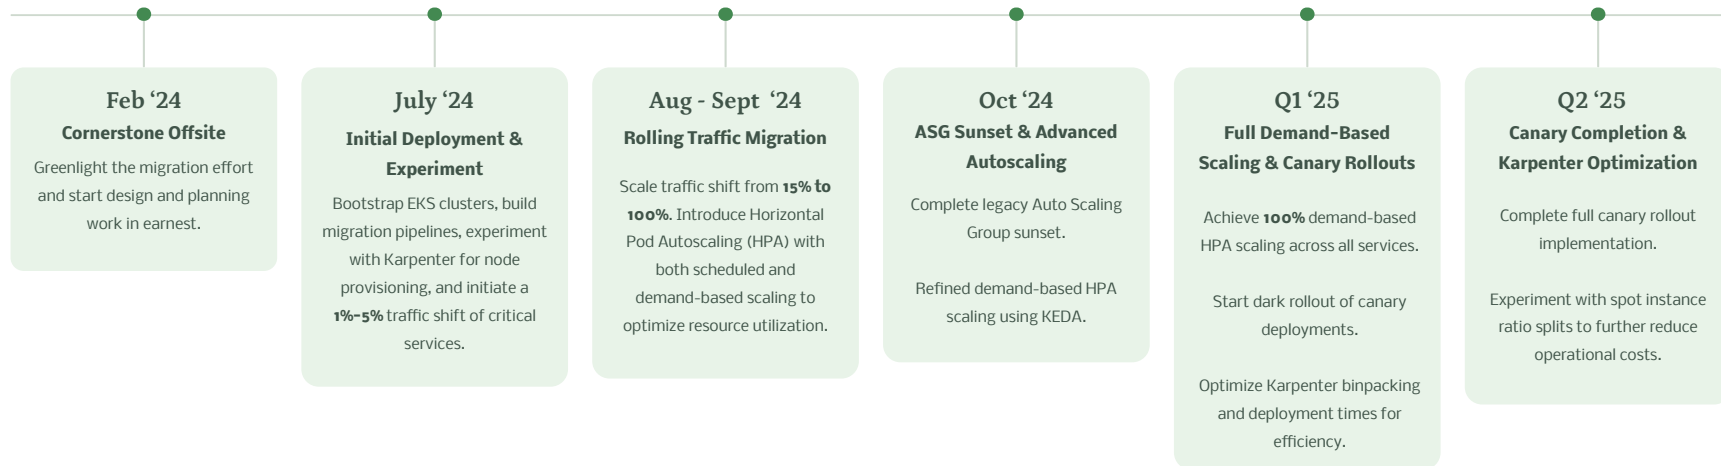 Feb ‘24
Cornerstone Offsite
Greenlight the migration effort
and start design and planning
work in earnest.
July ‘24
Initial Deployment &
Experiment
Bootstrap EKS clusters, build
migration pipelines, experiment
with Karpenter for node
provisioning, and initiate a
1%-5% traffic shift of critical
services.
Aug - Sept ‘24
Rolling Traffic Migration
Scale traffic shift from 15% to
100%. Introduce Horizontal
Pod Autoscaling (HPA) with
both scheduled and
demand-based scaling to
optimize resource utilization.
Oct ‘24
ASG Sunset & Advanced
Autoscaling
Complete legacy Auto Scaling
Group sunset.
Refined demand-based HPA
scaling using KEDA.
Q1 ‘25
Full Demand-Based
Scaling & Canary Rollouts
Achieve 100% demand-based
HPA scaling across all services.
Start dark rollout of canary
deployments.
Optimize Karpenter binpacking
and deployment times for
efficiency.
Q2 ‘25
Canary Completion &
Karpenter Optimization
Complete full canary rollout
implementation.
Experiment with spot instance
ratio splits to further reduce
operational costs.